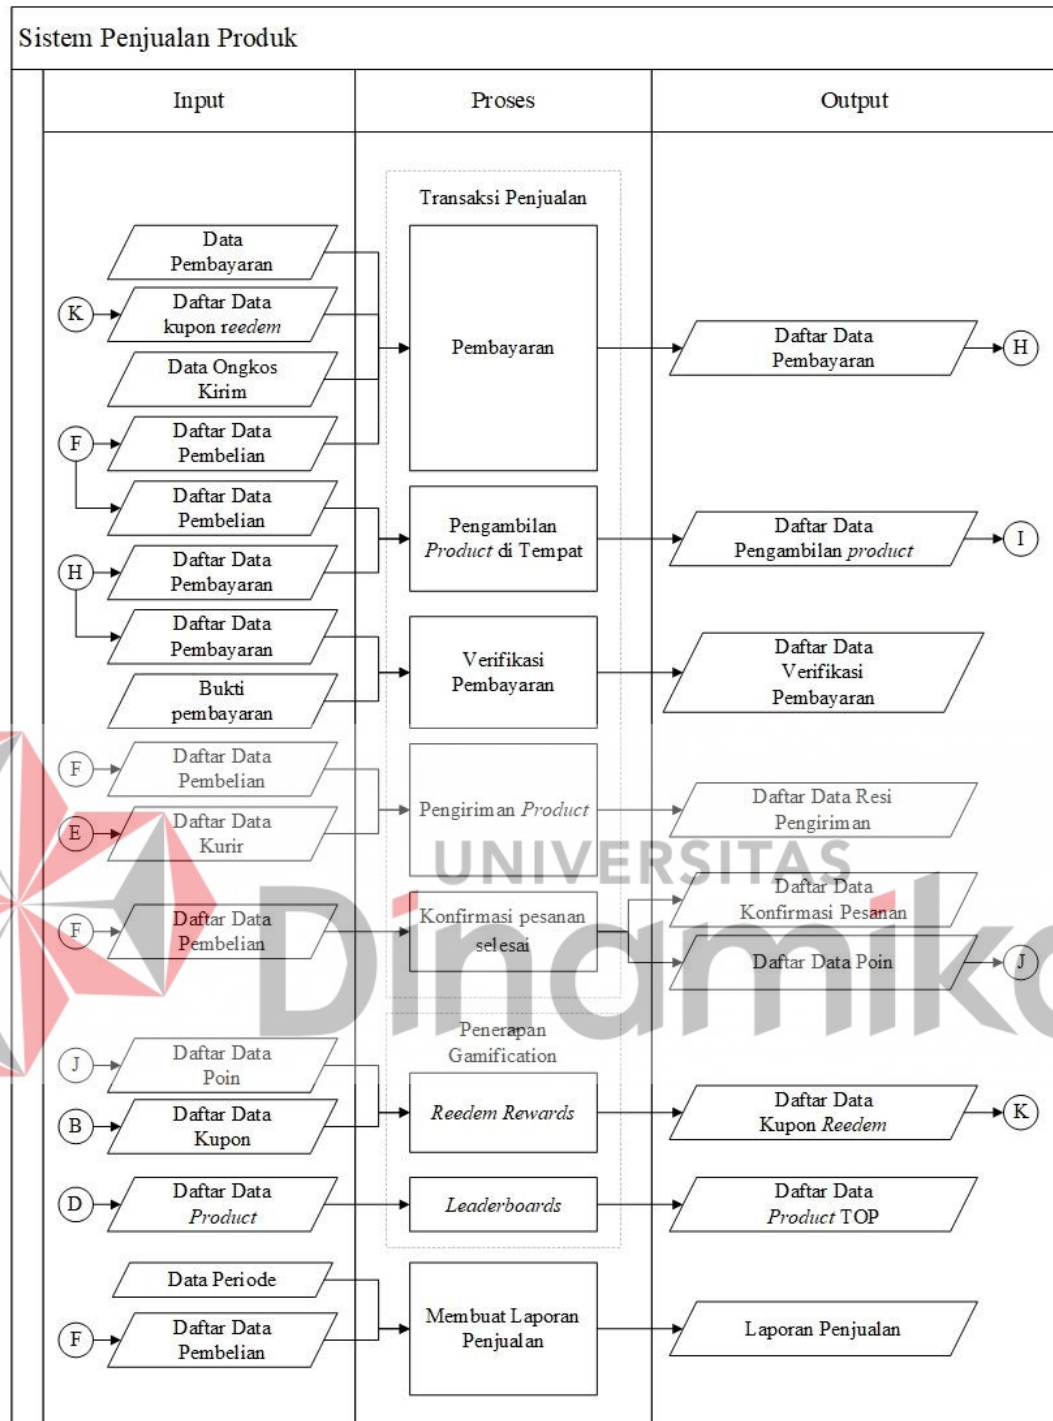 Sistem Penjualan Produk
Input
Proses
Output
Transaksi Penjualan
Data
Pembayaran
K
Daftar Data
kupon reedem
Data Ongkos
Kirim
F
Daftar Data
Pembelian
Pembayaran
Daftar Data
Pembayaran
H
Daftar Data
Pembelian
H
Daftar Data
Pembayaran
Pengambilan
Product di Tempat
Daftar Data
Pengambilan product
I
Daftar Data
Pembayaran
Bukti
pembayaran
Verifikasi
Pembayaran
Daftar Data
Verifikasi
Pembayaran
F
Daftar Data
Pembelian
E
Daftar Data
Kurir
Pengiriman Product
Daftar Data Resi
Pengiriman
UNIVERSITAS
Dinamika
F
Daftar Data
Pembelian
Konfirmasi pesanan
selesai
Daftar Data
Konfirmasi Pesanan
Daftar Data Poin
J
Penerapan
Gamification
J
Daftar Data
Poin
B
Daftar Data
Kupon
Reedem Rewards
Daftar Data
Kupon Reedem
K
D
Daftar Data
Product
Leaderboards
Daftar Data
Product TOP
Data Periode
F
Daftar Data
Pembelian
Membuat Laporan
Penjualan
Laporan Penjualan